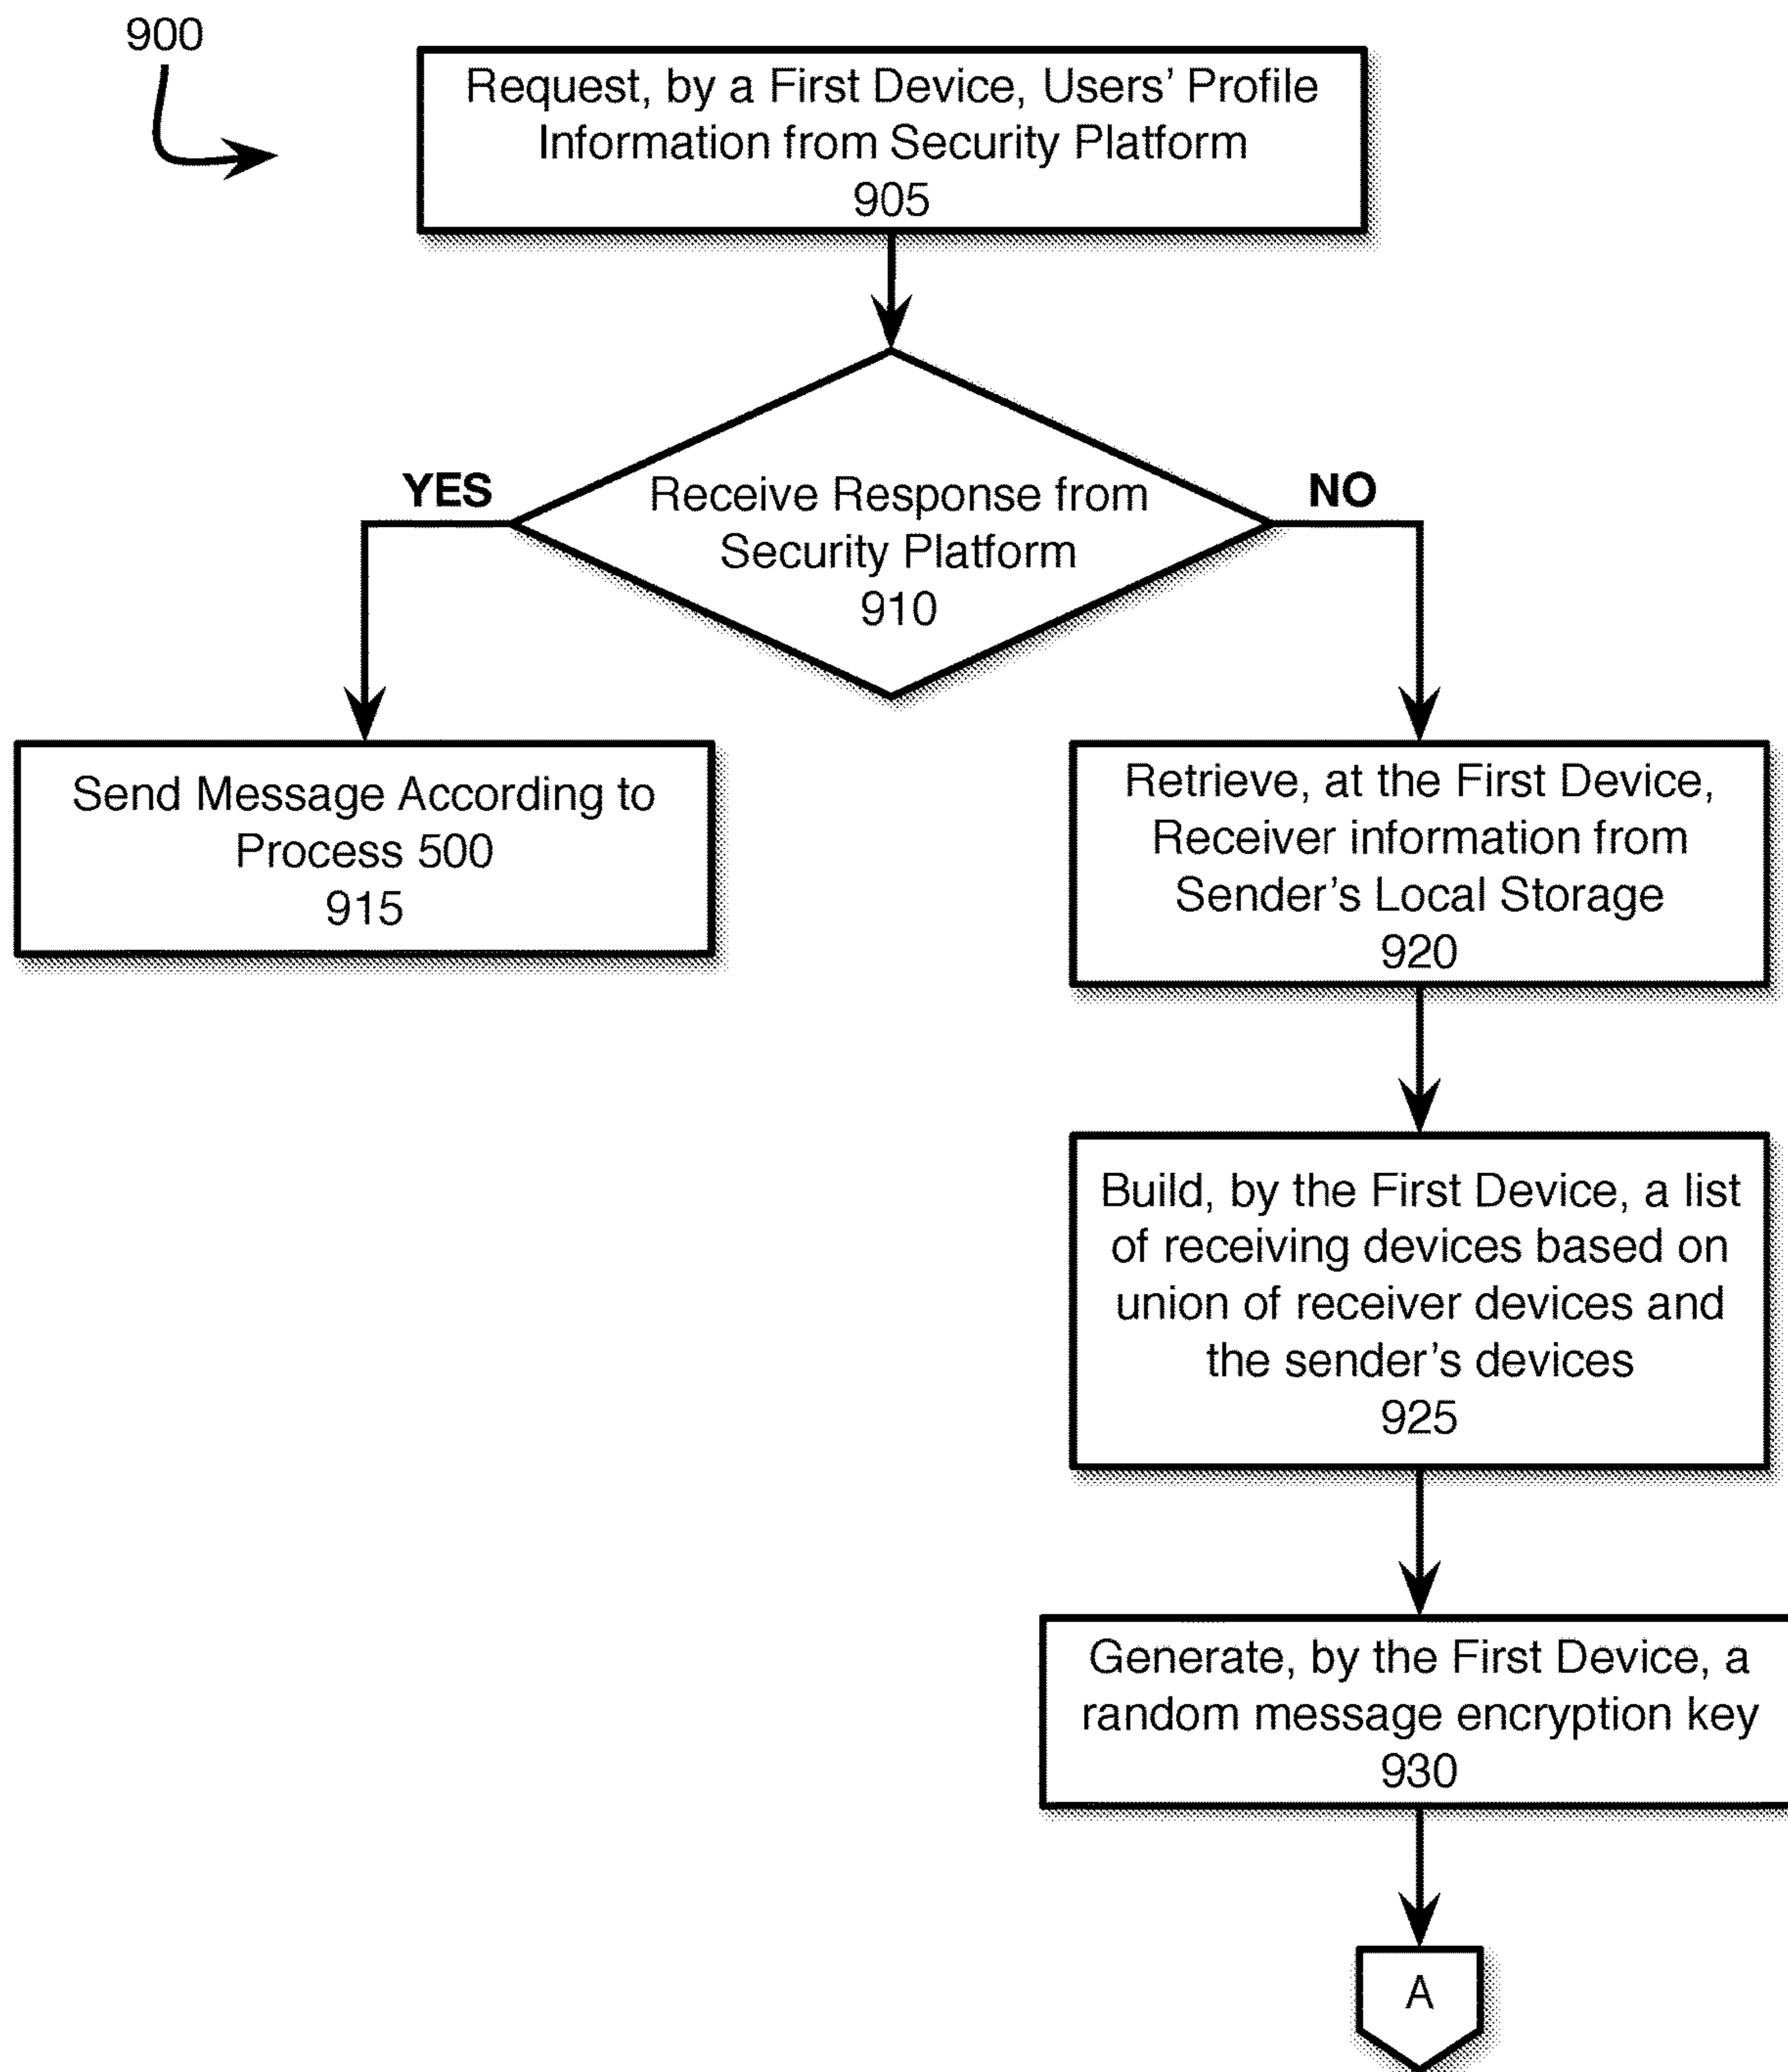 900
Request, by a First Device, Users’ Profile
Information from Security Platform
905
YES
NO
Receive Response from
Security Platform
910
Send Message According to
Process 500
915
Retrieve, at the First Device,
Receiver information from
Sender’s Local Storage
920
Build, by the First Device, a list
of receiving devices based on
union of receiver devices and
the sender’s devices
925
Generate, by the First Device, a
random message encryption key
930
A